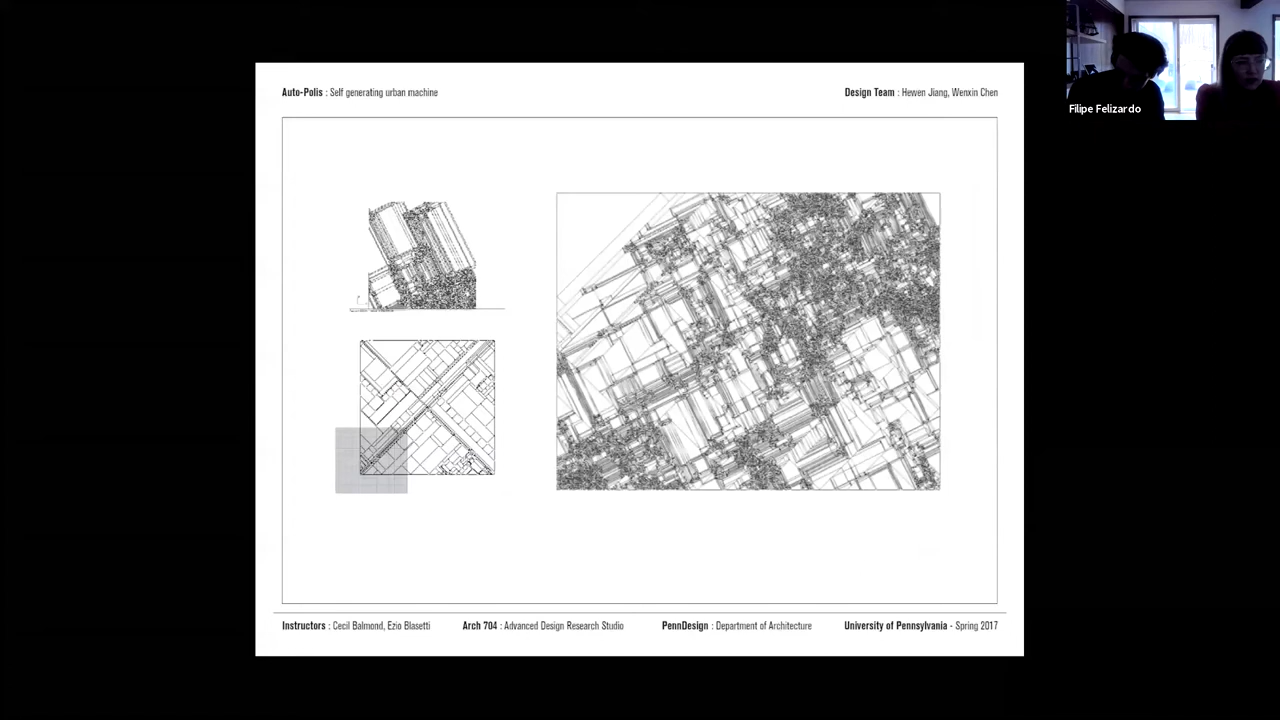 Auto-Polis : Self generating urban machine
Design Team : Hewen Jiang, Wenxin Chen
Filipe Felizardo
Instructors : Cecil Balmond, Ezio Blasetti
Arch 704 : Advanced Design Research Studio
PennDesign : Department of Architecture
University of Pennsylvania - Spring 2017